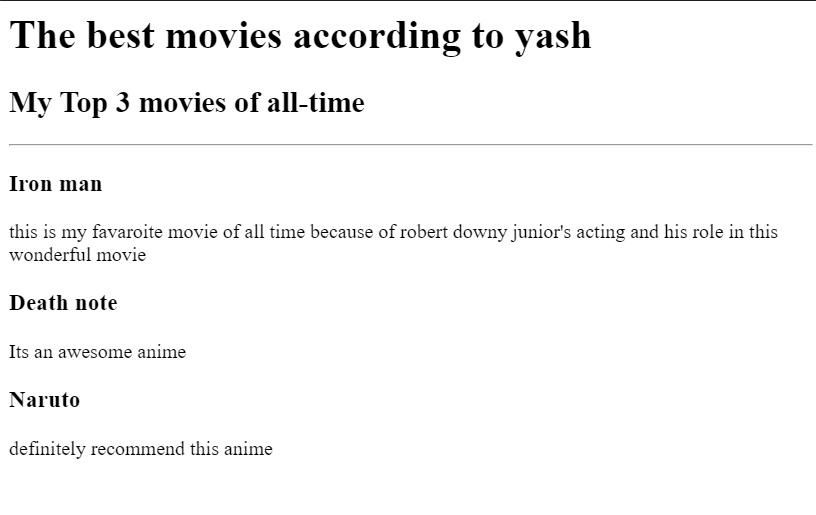 The best movies according to yash
My Top 3 movies of all-time
Iron man
this is my favaroite movie of all time because of robert downy junior's acting and his role in this
wonderful movie
Death note
Its an awesome anime
Naruto
definitely recommend this anime